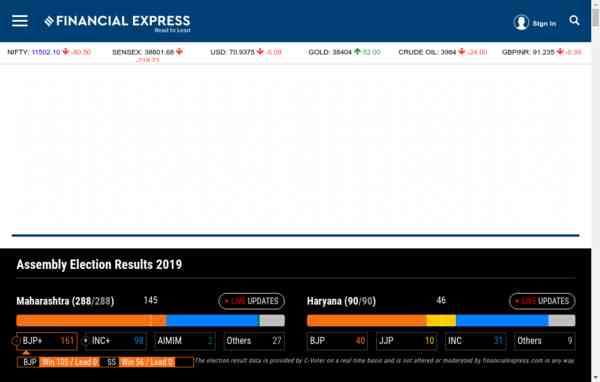 FINANCIAL EXPRESS
Read to Lead
Sign In
NIFTY: 11502.10 -80.50
SENSEX: 38601.68 -219.71
USD: 70.9375 -0.09
GOLD: 38404 52.00
CRUDE OIL: 3984 -24.00
GBPINR: 91.235 -0.39
Assembly Election Results 2019
Maharashtra (288/288) 145 LIVE UPDATES
Haryana (90/90) 46 LIVE UPDATES
BJP+ 161 INC+ 98 AIMIM 2 Others 27
BJP 40 JJP 10 INC 31 Others 9
BJP Win 105 / Lead 0 SS Win 56 / Lead 0
The election result data is provided by C-Voter on a real time basis and is not altered or moderated by financialexpress.com in any way.